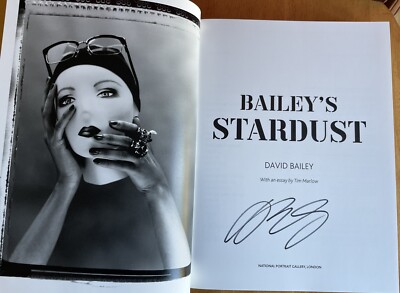 BAILEY'S
STARDUST
DAVID BAILEY
With an essay by Tim Marlow
NATIONAL PORTRAIT GALLERY, LONDON